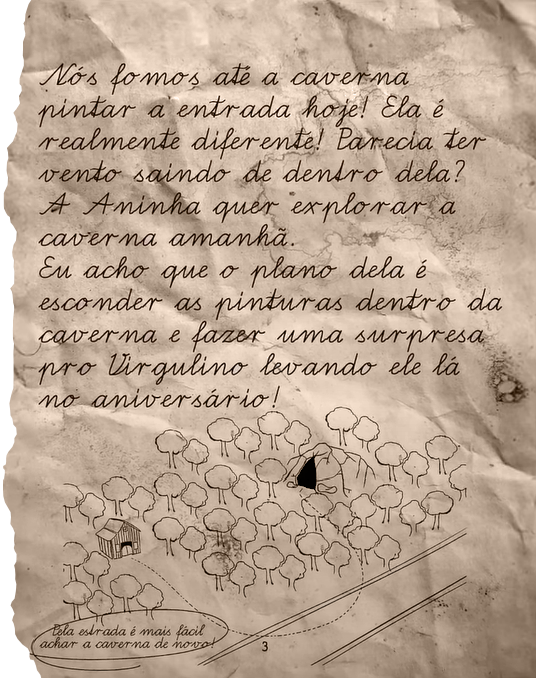 Nós fomos até a caverna
pintar a entrada hoje! Ela é
realmente diferente! Parecia ter
vento saindo de dentro dela?
A Aninha quer explorar a
caverna amanhã.
Eu acho que o plano dela é
esconder as pinturas dentro da
caverna e fazer uma surpresa
pro Virgulino levando ele lá
no aniversário!
Pela estrada é mais fácil
achar a caverna de novo!
3